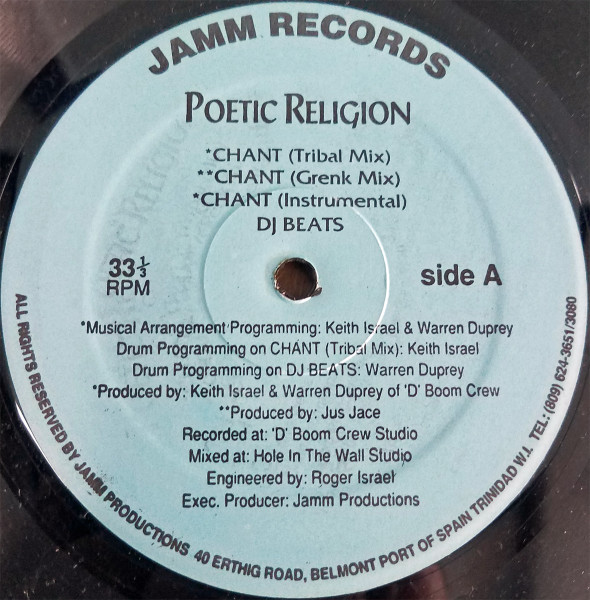 JAMM RECORDS
POETIC RELIGION
*CHANT (Tribal Mix)
**CHANT (Grenk Mix)
*CHANT (Instrumental)
DJ BEATS
33⅓
RPM
side A
*Musical Arrangement Programming: Keith Israel & Warren Duprey
Drum Programming on CHANT (Tribal Mix): Keith Israel
Drum Programming on DJ BEATS: Warren Duprey
*Produced by: Keith Israel & Warren Duprey of 'D' Boom Crew
**Produced by: Jus Jace
Recorded at: 'D' Boom Crew Studio
Mixed at: Hole In The Wall Studio
Engineered by: Roger Israel
Exec. Producer: Jamm Productions
ALL RIGHTS RESERVED BY JAMM PRODUCTIONS 40 ERTHIG ROAD, BELMONT PORT OF SPAIN TRINIDAD W.I. TEL: (809) 624-3651/3080